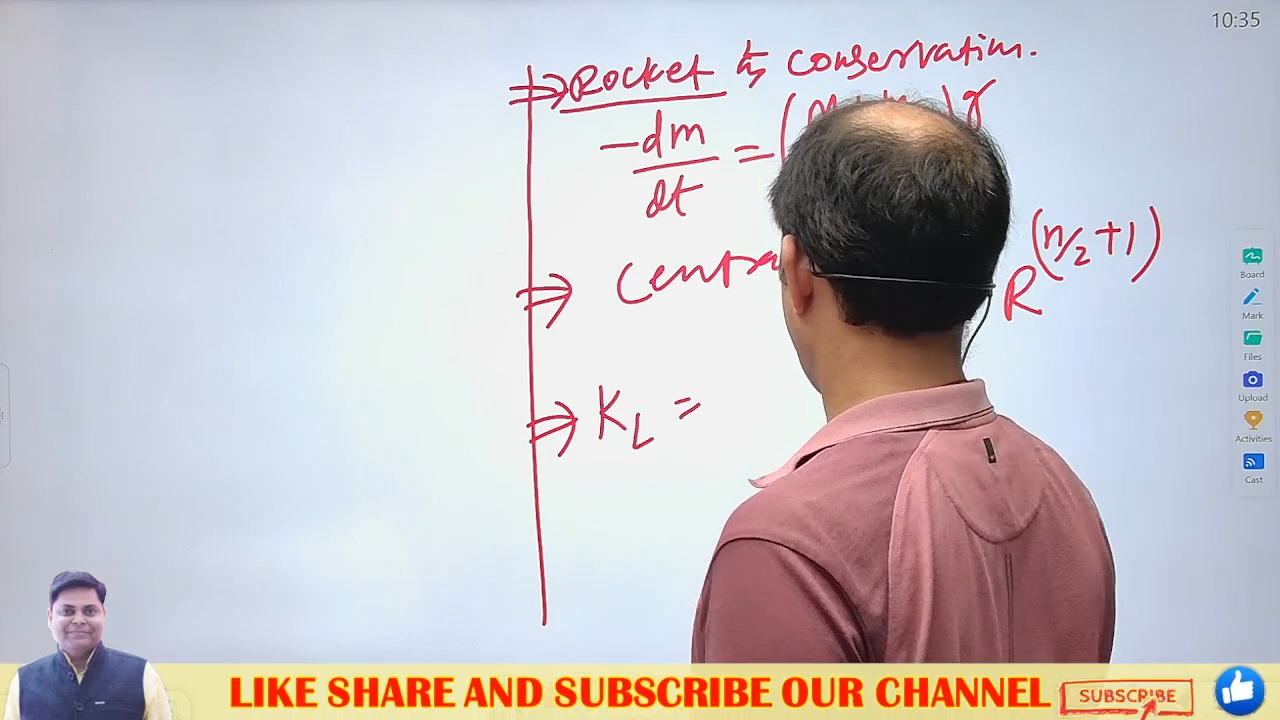 10:35
⇒ Rocket & conservation.
-dm/dt = (
⇒ Centra R^(n/2 + 1)
⇒ K_L =
Board
Mark
Files
Upload
Activities
Cast
LIKE SHARE AND SUBSCRIBE OUR CHANNEL SUBSCRIBE